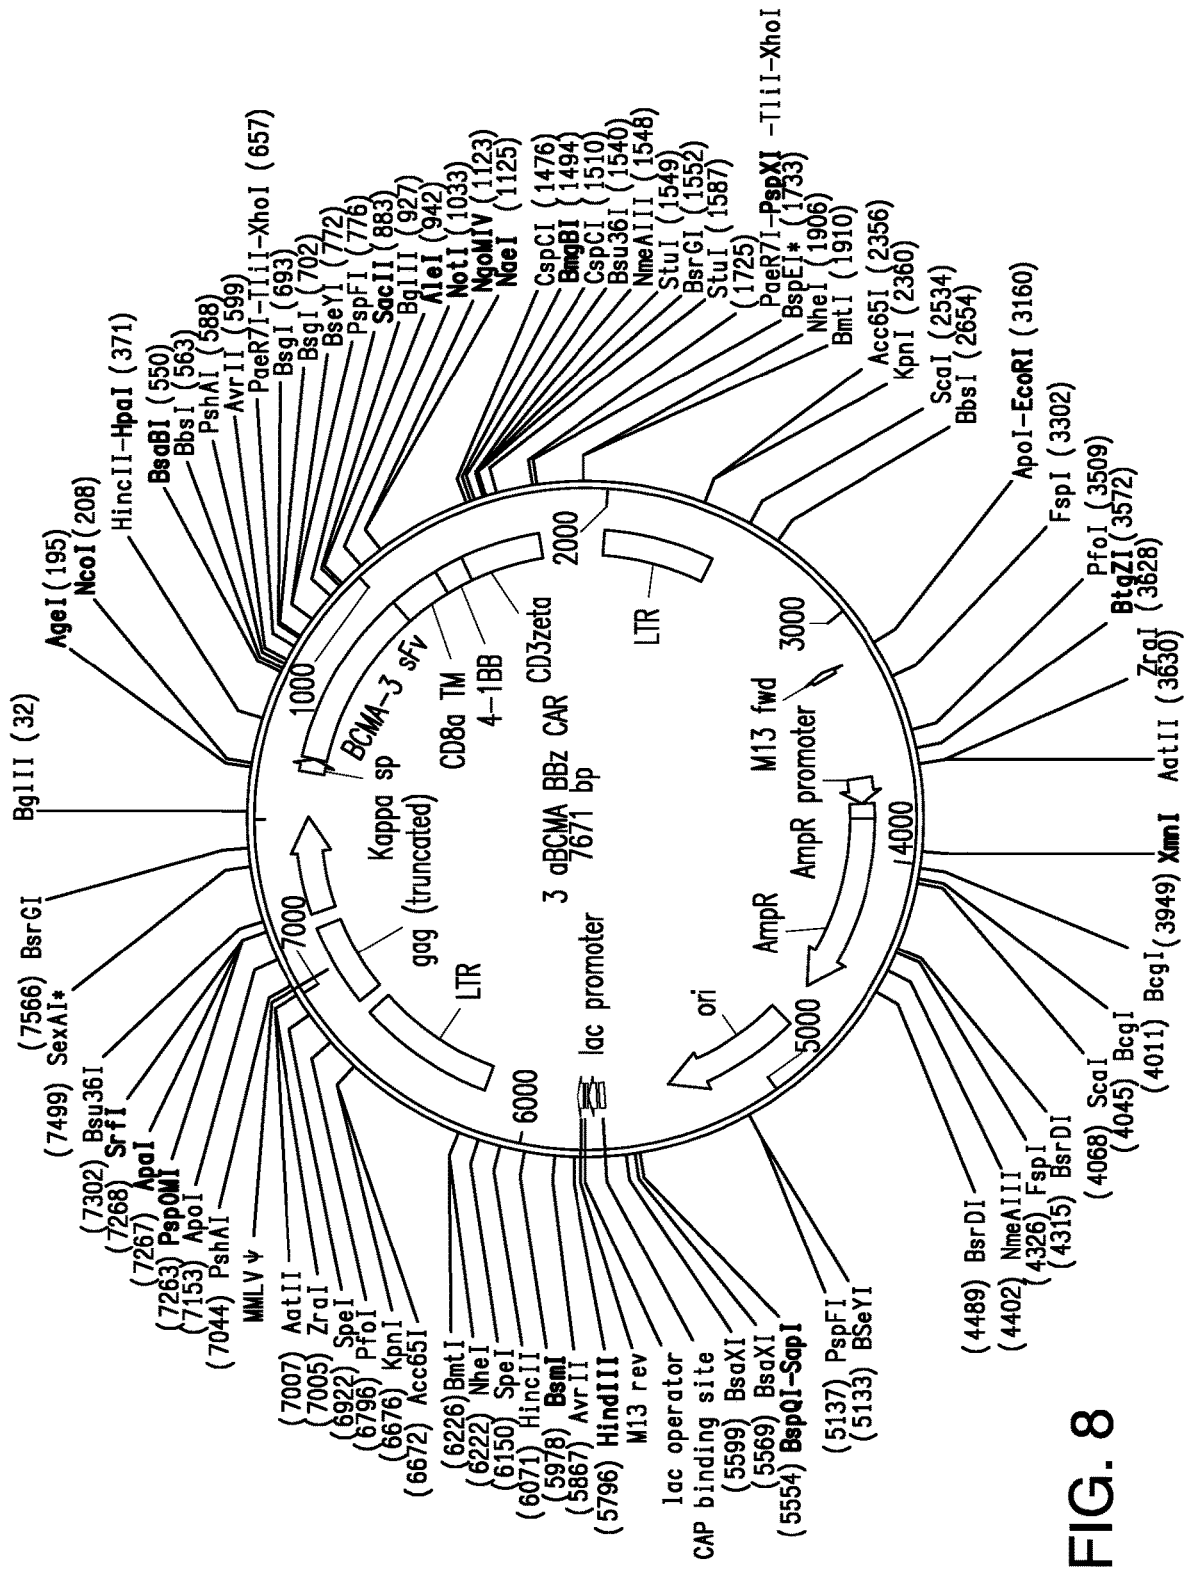 BglII (32)
AgeI (195)
NcoI (208)
HincII-HpaI (371)
BsaBI (550)
BbsI (563)
PshAI (588)
AvrII (599)
PaeR7I-TliI-XhoI (657)
BsgI (693)
BsgI (702)
BseYI (772)
PspFI (776)
SacII (883)
BglII (927)
AleI (942)
NotI (1033)
NgoMIV (1123)
NaeI (1125)
CspCI (1476)
BmgBI (1494)
CspCI (1510)
Bsu36I (1540)
NmeAIII (1548)
StuI (1549)
BsrGI (1552)
StuI (1587)
(1725)
PaeR7I-PspXI -TliI-XhoI
BspEI* (1733)
NheI (1906)
BmtI (1910)
Acc65I (2356)
KpnI (2360)
ScaI (2534)
BbsI (2654)
ApoI-EcoRI (3160)
FspI (3302)
PfoI (3509)
BtgZI (3572)
(3628)
ZraI
(3630)
AatII
(3949) XmnI
(4011) BcgI
(4045) BcgI
(4068) ScaI
(4315) BsrDI
(4326) FspI
(4402) NmeAIII
(4489) BsrDI
(5133) BSeYI
(5137) PspFI
(5554) BspQI-SapI
(5569) BsaXI
(5599) BsaXI
CAP binding site
lac operator
M13 rev
(5796) HindIII
(5867) AvrII
(5978) BsmI
(6071) HincII
(6150) SpeI
(6222) NheI
(6226) BmtI
(6672) Acc65I
(6676) KpnI
(6796) PfoI
(6922) SpeI
(7005) ZraI
(7007) AatII
MMLV Ψ
(7044) PshAI
(7153) ApoI
(7263) PspOMI
(7267) ApaI
(7268) SrfI
(7302) Bsu36I
(7499) SexAI*
(7566) BsrGI
1000
2000
3000
4000
5000
6000
7000
Kappa sp
BCMA-3 sFv
CD8a TM
4-1BB
CD3zeta
LTR
M13 fwd
AmpR promoter
AmpR
ori
lac promoter
LTR
gag (truncated)
3 aBCMA BBz CAR
7671 bp
FIG. 8